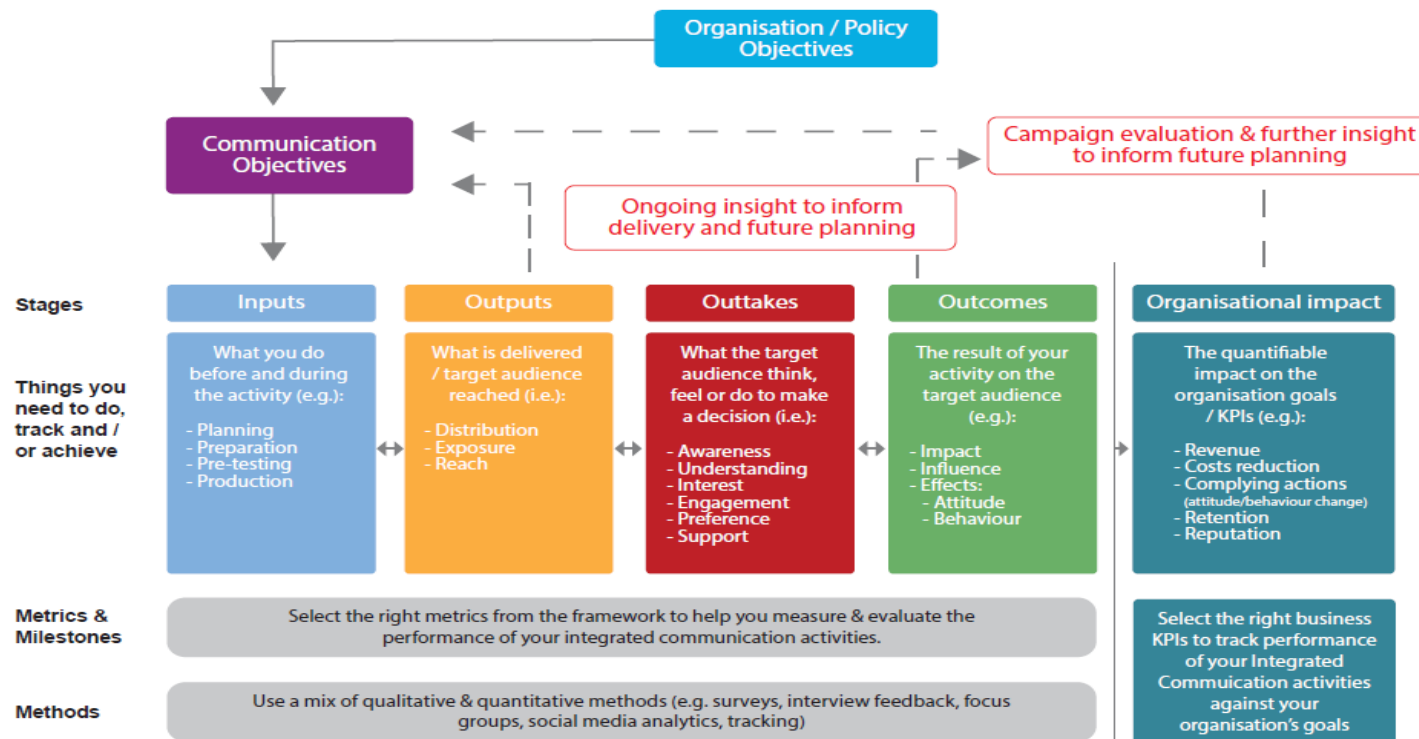 Organisation / Policy
Objectives
Communication
Objectives
Campaign evaluation & further insight
to inform future planning
Ongoing insight to inform
delivery and future planning
Stages
Inputs
Outputs
Outtakes
Outcomes
Organisational impact
Things you
need to do,
track and /
or achieve
What you do
before and during
the activity (e.g.):
- Planning
- Preparation
- Pre-testing
- Production
What is delivered
/ target audience
reached (i.e.):
- Distribution
- Exposure
- Reach
What the target
audience think,
feel or do to make
a decision (i.e.):
- Awareness
- Understanding
- Interest
- Engagement
- Preference
- Support
The result of your
activity on the
target audience
(e.g.):
- Impact
- Influence
- Effects:
- Attitude
- Behaviour
The quantifiable
impact on the
organisation goals
/ KPIs (e.g.):
- Revenue
- Costs reduction
- Complying actions
(attitude/behaviour change)
- Retention
- Reputation
Metrics &
Milestones
Select the right metrics from the framework to help you measure & evaluate the
performance of your integrated communication activities.
Methods
Use a mix of qualitative & quantitative methods (e.g. surveys, interview feedback, focus
groups, social media analytics, tracking)
Select the right business
KPIs to track performance
of your Integrated
Commuication activities
against your
organisation's goals